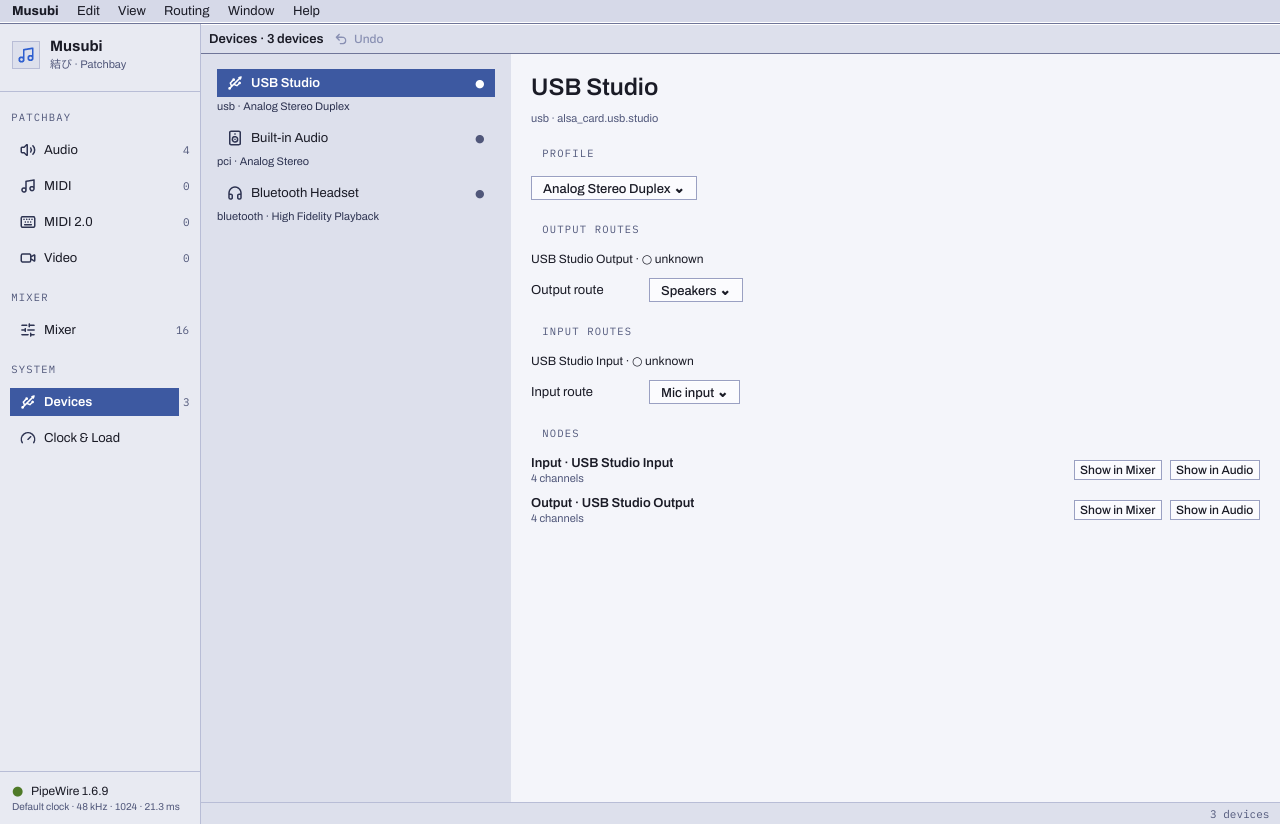 Musubi Edit View Routing Window Help
Musubi
結び · Patchbay
Devices · 3 devices Undo
PATCHBAY
Audio 4
MIDI 0
MIDI 2.0 0
Video 0
MIXER
Mixer 16
SYSTEM
Devices 3
Clock & Load
PipeWire 1.6.9
Default clock · 48 kHz · 1024 · 21.3 ms
USB Studio
usb · Analog Stereo Duplex
Built-in Audio
pci · Analog Stereo
Bluetooth Headset
bluetooth · High Fidelity Playback
USB Studio
usb · alsa_card.usb.studio
PROFILE
Analog Stereo Duplex
OUTPUT ROUTES
USB Studio Output · ○ unknown
Output route Speakers
INPUT ROUTES
USB Studio Input · ○ unknown
Input route Mic input
NODES
Input · USB Studio Input
4 channels
Show in Mixer Show in Audio
Output · USB Studio Output
4 channels
Show in Mixer Show in Audio
3 devices